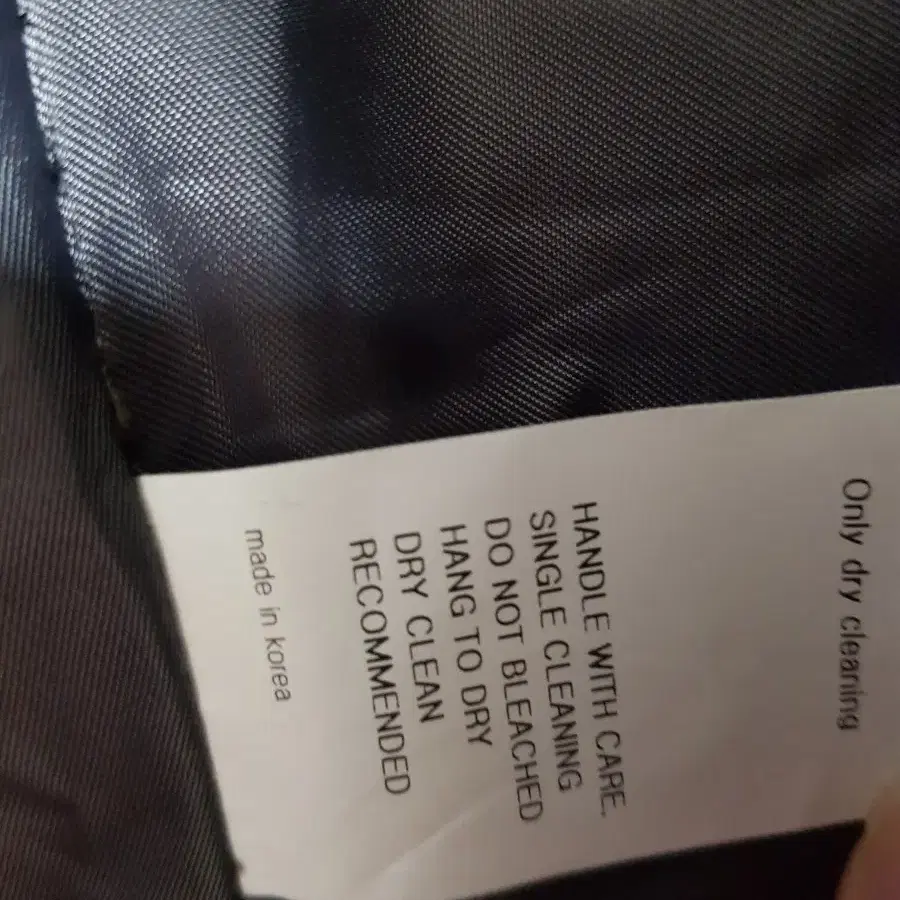 Only dry cleaning
HANDLE WITH CARE.
SINGLE CLEANING
DO NOT BLEACHED
HANG TO DRY
DRY CLEAN
RECOMMENDED
made in korea